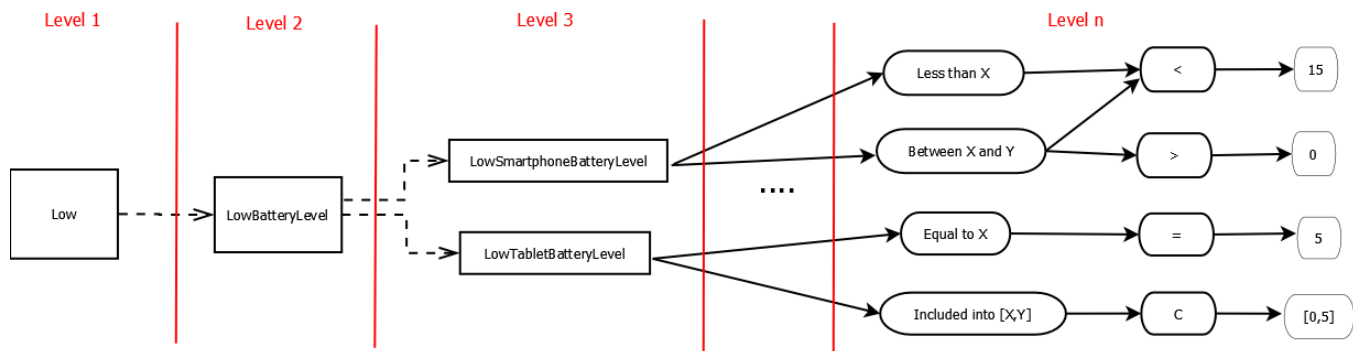 Level 1
Level 2
Level 3
Level n
Less than X
<
15
LowSmartphoneBatteryLevel
Between X and Y
>
0
Low
LowBatteryLevel
....
LowTabletBatteryLevel
Equal to X
=
5
Included into [X,Y]
C
[0,5]